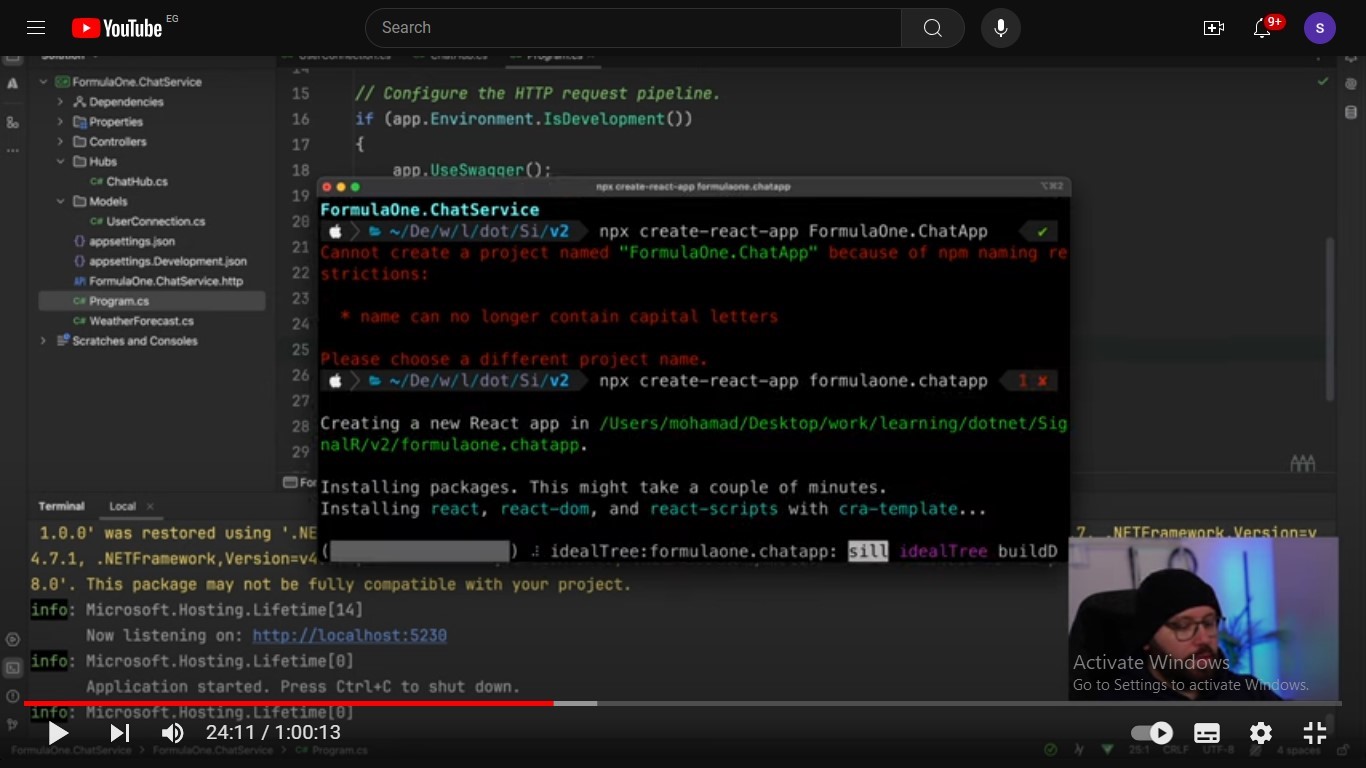 YouTube EG
Search
9+
S
Solution
UserConnection.cs ChatHub.cs Program.cs
FormulaOne.ChatService
Dependencies
Properties
Controllers
Hubs
C# ChatHub.cs
Models
C# UserConnection.cs
{} appsettings.json
{} appsettings.Development.json
API FormulaOne.ChatService.http
C# Program.cs
C# WeatherForecast.cs
Scratches and Consoles
14
15 // Configure the HTTP request pipeline.
16 if (app.Environment.IsDevelopment())
17 {
18 app.UseSwagger();
19
20
21
22
23
24
25
26
27
28
29
npx create-react-app formulaone.chatapp
⌥⌘2
FormulaOne.ChatService
~/De/w/l/dot/Si/v2 npx create-react-app FormulaOne.ChatApp ✔
Cannot create a project named "FormulaOne.ChatApp" because of npm naming re
strictions:
* name can no longer contain capital letters
Please choose a different project name.
~/De/w/l/dot/Si/v2 npx create-react-app formulaone.chatapp 1 ✘
Creating a new React app in /Users/mohamad/Desktop/work/learning/dotnet/Sig
nalR/v2/formulaone.chatapp.
Installing packages. This might take a couple of minutes.
Installing react, react-dom, and react-scripts with cra-template...
( ) ⠼ idealTree:formulaone.chatapp: sill idealTree buildD
For
Terminal Local ×
1.0.0' was restored using '.NE 7, .NETFramework,Version=v
4.7.1, .NETFramework,Version=v4.
8.0'. This package may not be fully compatible with your project.
info: Microsoft.Hosting.Lifetime[14]
Now listening on: http://localhost:5230
info: Microsoft.Hosting.Lifetime[0]
Application started. Press Ctrl+C to shut down.
info: Microsoft.Hosting.Lifetime[0]
Activate Windows
Go to Settings to activate Windows.
24:11 / 1:00:13
FormulaOne.ChatService > FormulaOne.ChatService > C# Program.cs
25:1 CRLF UTF-8 4 spaces